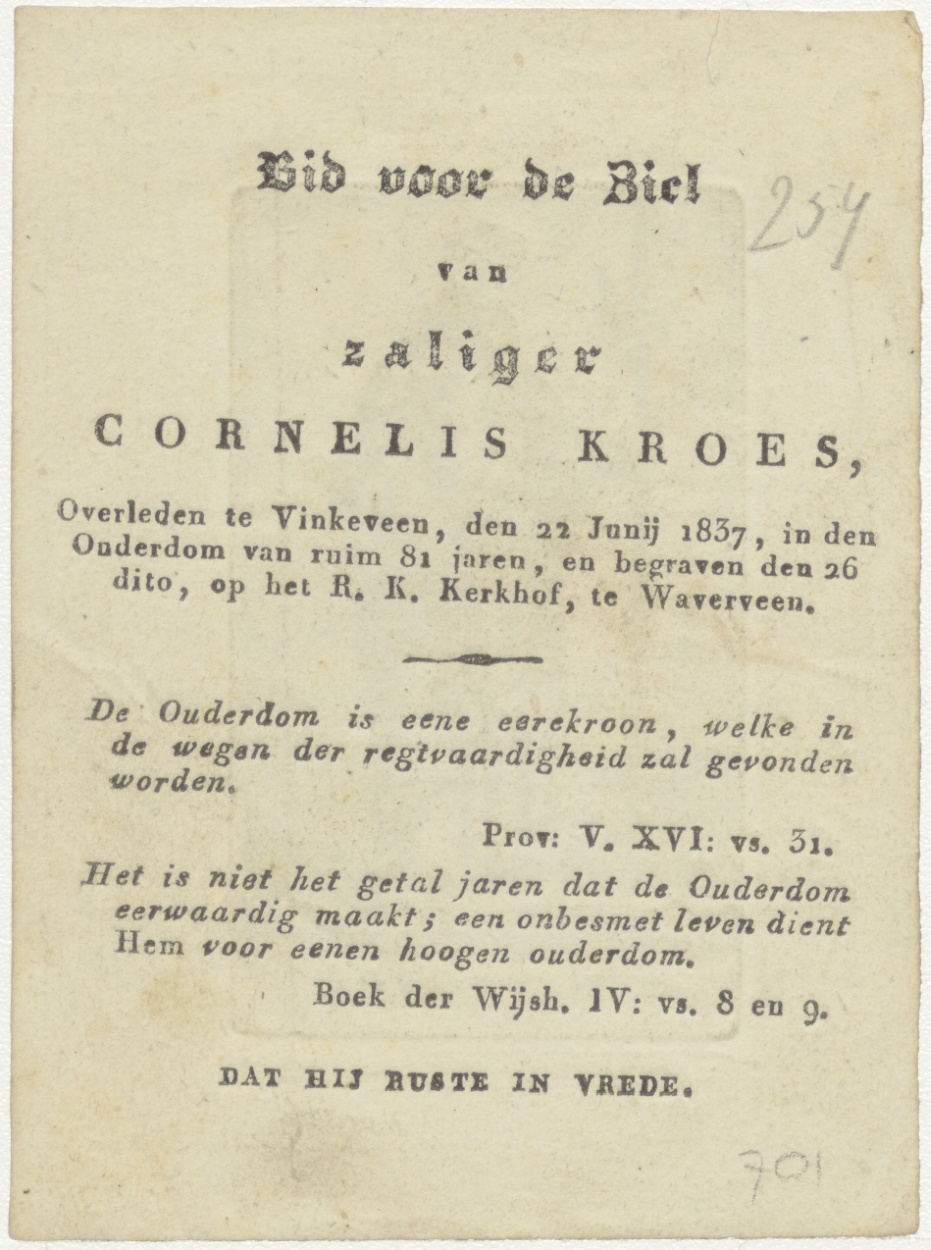 Bid voor de Ziel
254
van
zaliger
CORNELIS KROES,
Overleden te Vinkeveen, den 22 Junij 1837, in den
Ouderdom van ruim 81 jaren, en begraven den 26
dito, op het R. K. Kerkhof, te Waverveen.
De Ouderdom is eene eerekroon, welke in
de wegen der regtvaardigheid zal gevonden
worden.
Prov: V. XVI: vs. 31.
Het is niet het getal jaren dat de Ouderdom
eerwaardig maakt; een onbesmet leven dient
Hem voor eenen hoogen ouderdom.
Boek der Wijsh. IV: vs. 8 en 9.
DAT HIJ RUSTE IN VREDE.
701